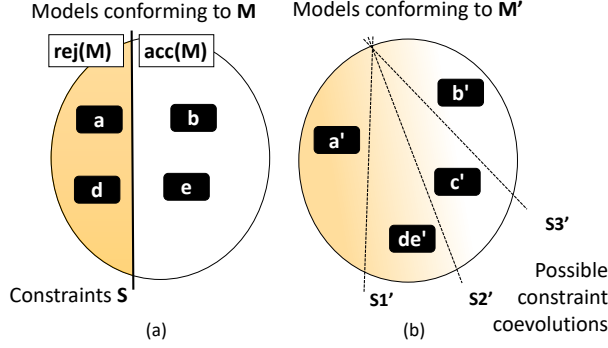 Models conforming to M
rej(M) acc(M)
a
b
d
e
Constraints S
(a)
Models conforming to M'
b'
a'
c'
de'
S3'
S1'
S2'
Possible
constraint
coevolutions
(b)